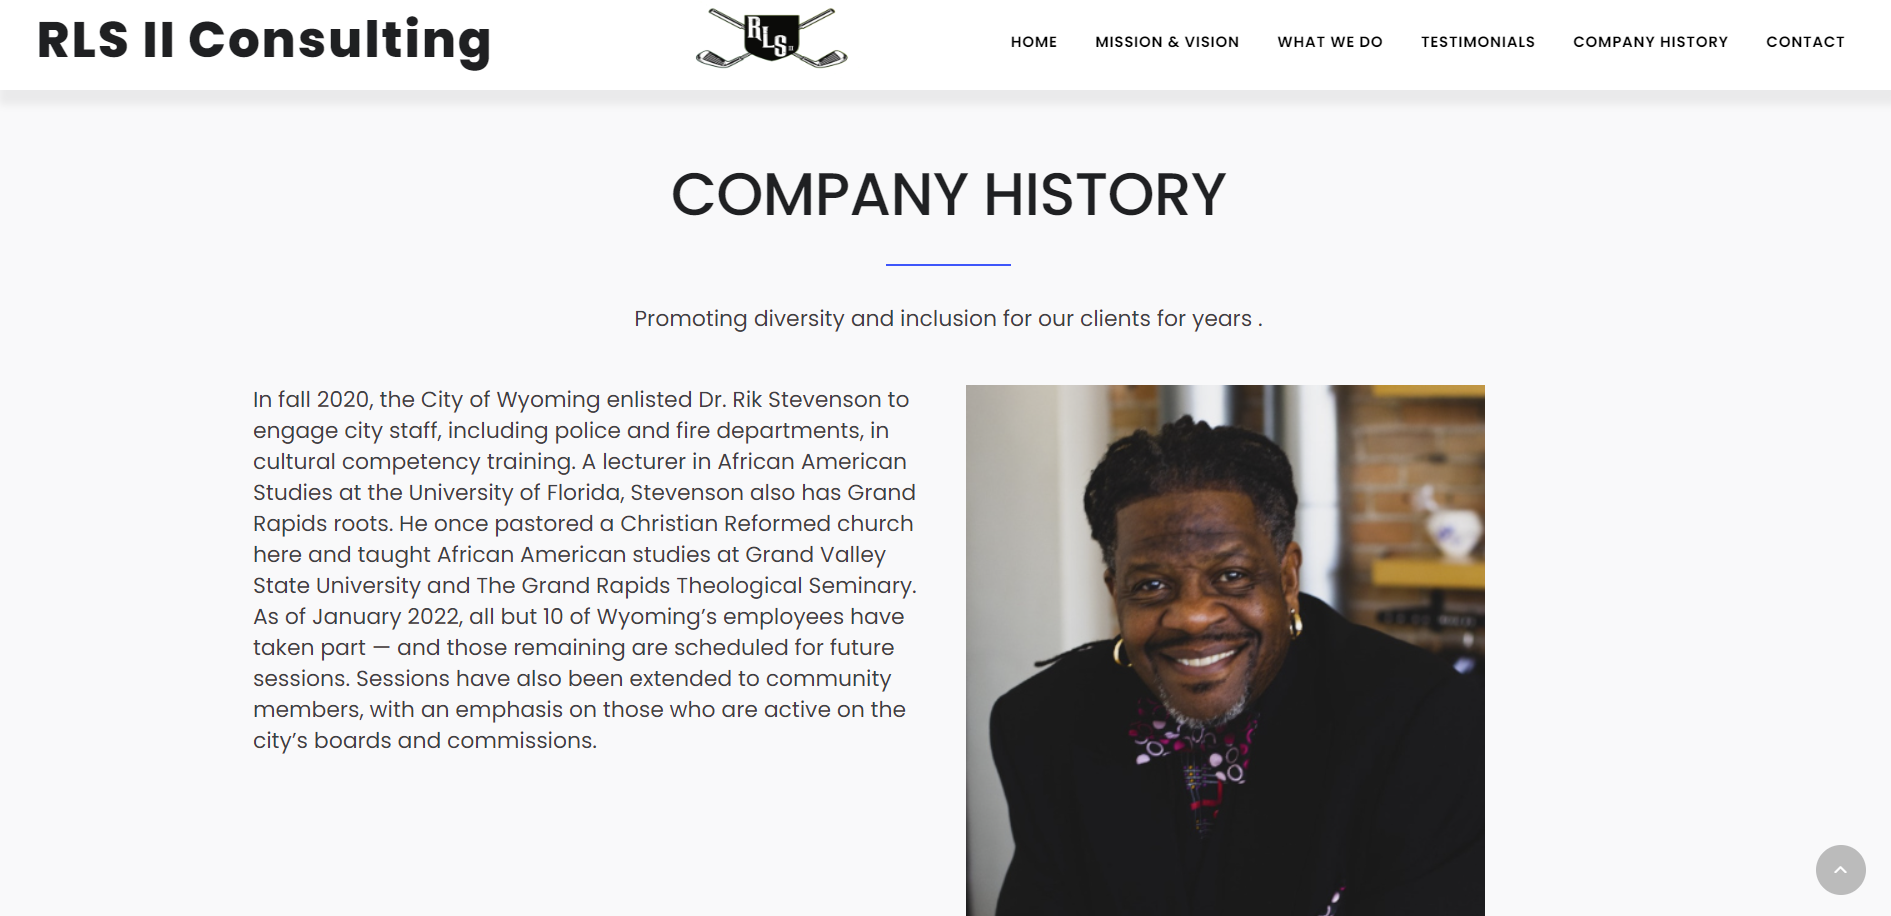 RLS II Consulting
RLS II
HOME
MISSION & VISION
WHAT WE DO
TESTIMONIALS
COMPANY HISTORY
CONTACT
COMPANY HISTORY
Promoting diversity and inclusion for our clients for years .
In fall 2020, the City of Wyoming enlisted Dr. Rik Stevenson to
engage city staff, including police and fire departments, in
cultural competency training. A lecturer in African American
Studies at the University of Florida, Stevenson also has Grand
Rapids roots. He once pastored a Christian Reformed church
here and taught African American studies at Grand Valley
State University and The Grand Rapids Theological Seminary.
As of January 2022, all but 10 of Wyoming’s employees have
taken part — and those remaining are scheduled for future
sessions. Sessions have also been extended to community
members, with an emphasis on those who are active on the
city’s boards and commissions.